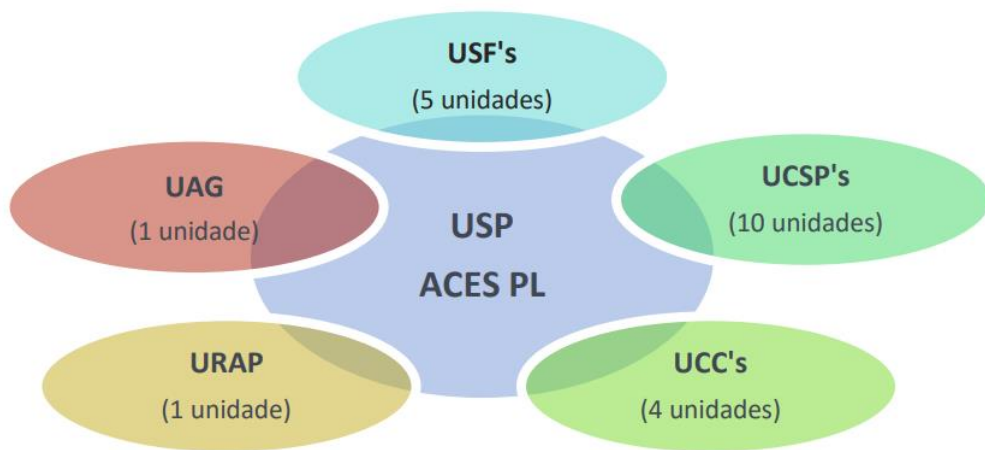 USF's
(5 unidades)
UAG
(1 unidade)
UCSP's
(10 unidades)
USP
ACES PL
URAP
(1 unidade)
UCC's
(4 unidades)